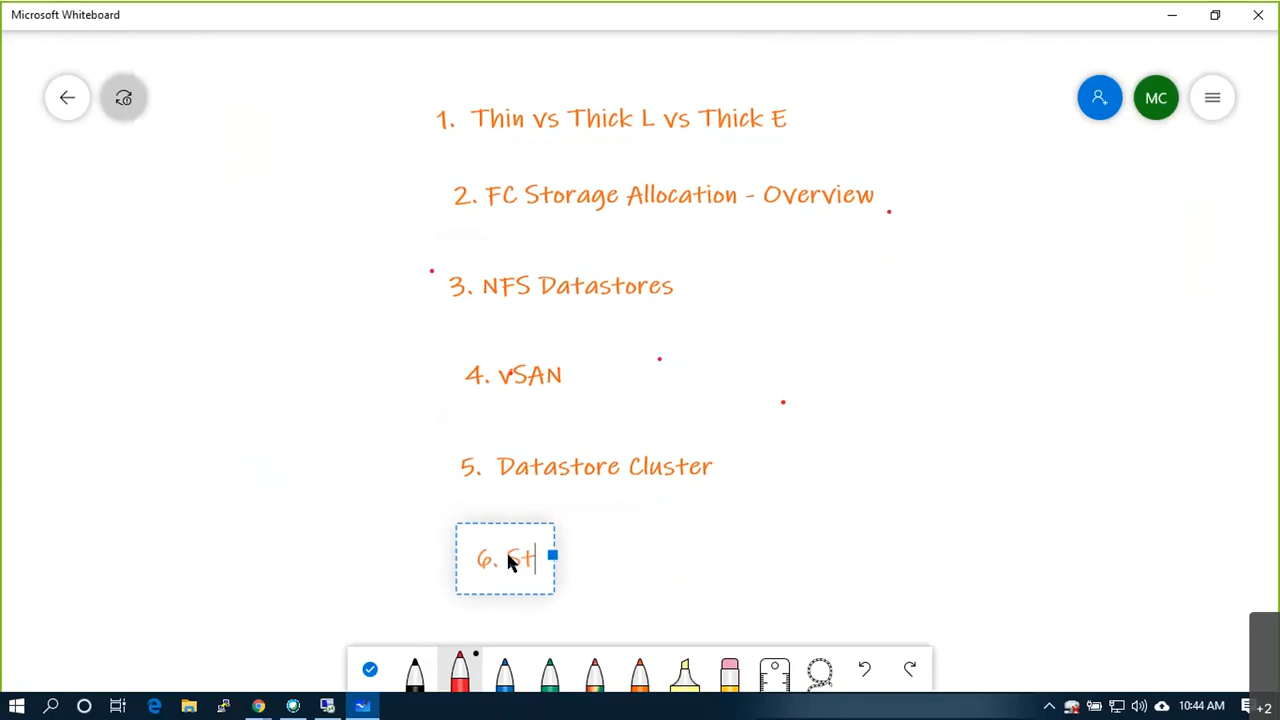 Microsoft Whiteboard
MC
1. Thin vs Thick L vs Thick E
2. FC Storage Allocation - Overview
3. NFS Datastores
4. vSAN
5. Datastore Cluster
6. St
10:44 AM
+2